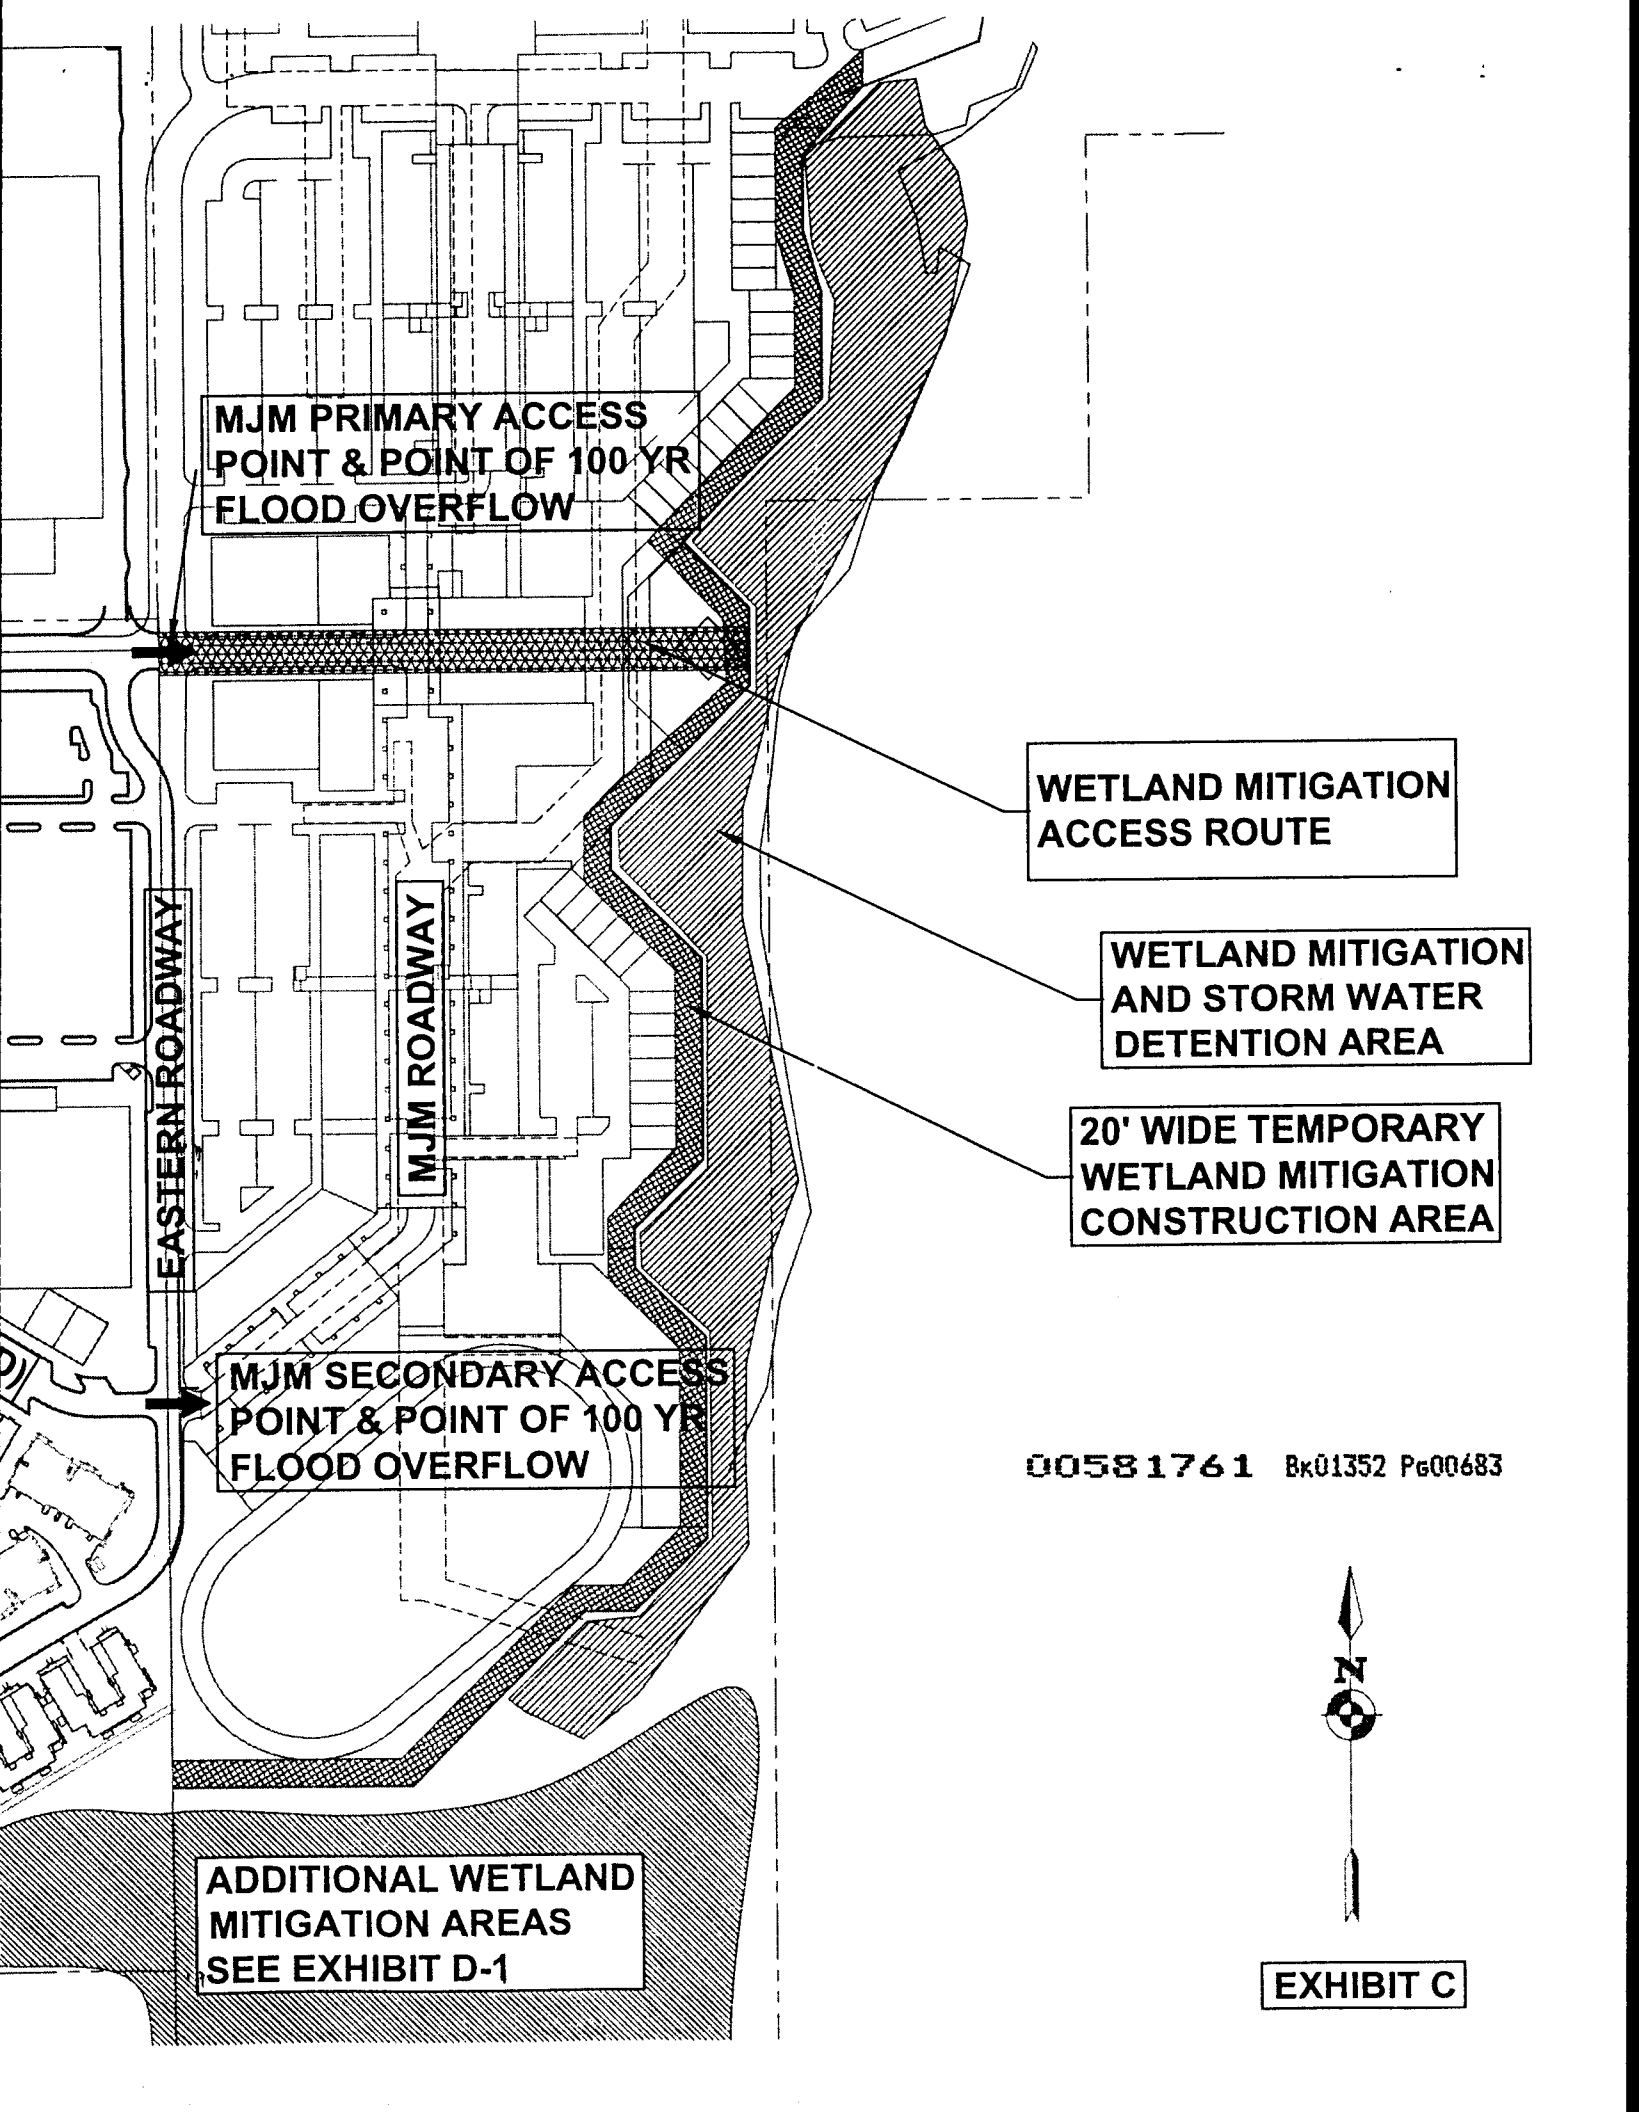 MJM PRIMARY ACCESS
POINT & POINT OF 100 YR
FLOOD OVERFLOW
WETLAND MITIGATION
ACCESS ROUTE
WETLAND MITIGATION
AND STORM WATER
DETENTION AREA
EASTERN ROADWAY
MJM ROADWAY
20' WIDE TEMPORARY
WETLAND MITIGATION
CONSTRUCTION AREA
MJM SECONDARY ACCESS
POINT & POINT OF 100 YR
FLOOD OVERFLOW
00581761 BK01352 PG00683
N
ADDITIONAL WETLAND
MITIGATION AREAS
SEE EXHIBIT D-1
EXHIBIT C